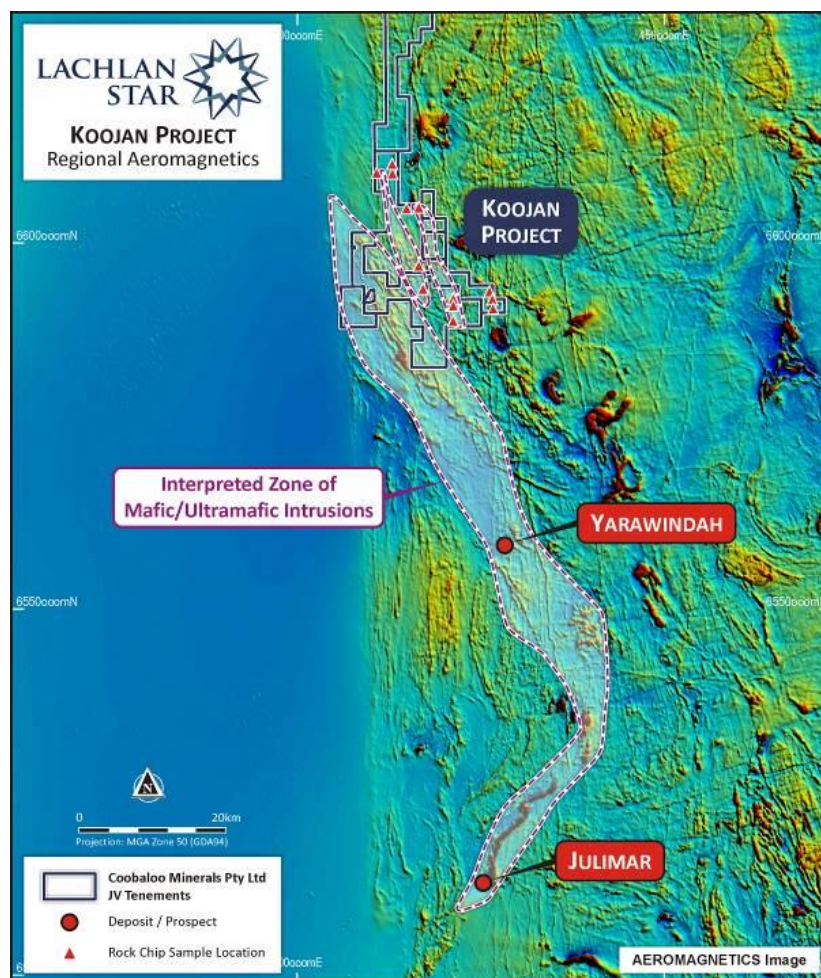 LACHLAN
STAR
KOOJAN PROJECT
Regional Aeromagnetics
6600000mN
6600000mN
KOOJAN
PROJECT
Interpreted Zone of
Mafic/Ultramafic Intrusions
YARAWINDAH
6550000mN
6550000mN
N
0
20km
Projection: MGA Zone 50 (GDA94)
JULIMAR
Coobaloo Minerals Pty Ltd
JV Tenements
Deposit / Prospect
Rock Chip Sample Location
AEROMAGNETICS Image